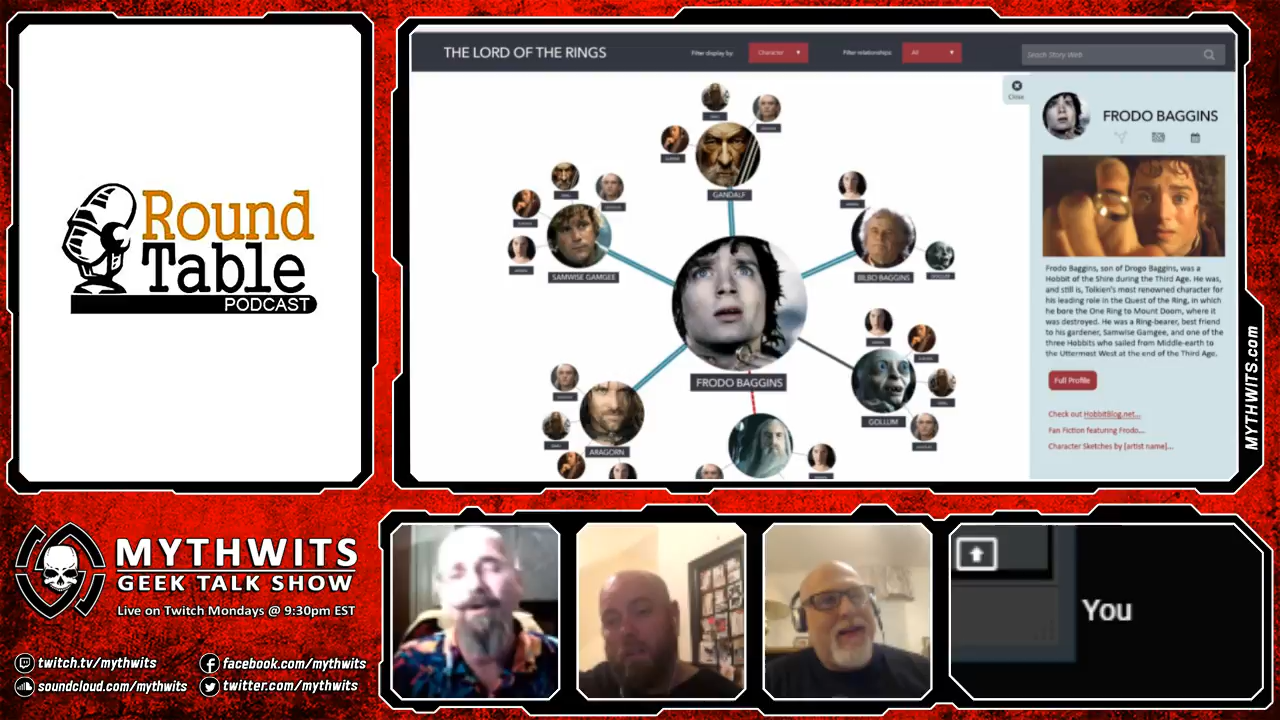 Round
Table
PODCAST
THE LORD OF THE RINGS
Filter display by:
Character
Filter relationships:
All
Search Story Web
Close
FRODO BAGGINS
GANDALF
SAMWISE GAMGEE
BILBO BAGGINS
FRODO BAGGINS
GOLLUM
ARAGORN
Frodo Baggins, son of Drogo Baggins, was a
Hobbit of the Shire during the Third Age. He was,
and still is, Tolkien's most renowned character for
his leading role in the Quest of the Ring, in which
he bore the One Ring to Mount Doom, where it
was destroyed. He was a Ring-bearer, best friend
to his gardener, Samwise Gamgee, and one of the
three Hobbits who sailed from Middle-earth to
the Uttermost West at the end of the Third Age.
Full Profile
Check out HobbitBlog.net...
Fan Fiction featuring Frodo...
Character Sketches by [artist name]...
MYTHWITS.com
MYTHWITS
GEEK TALK SHOW
Live on Twitch Mondays @ 9:30pm EST
twitch.tv/mythwits
facebook.com/mythwits
soundcloud.com/mythwits
twitter.com/mythwits
You